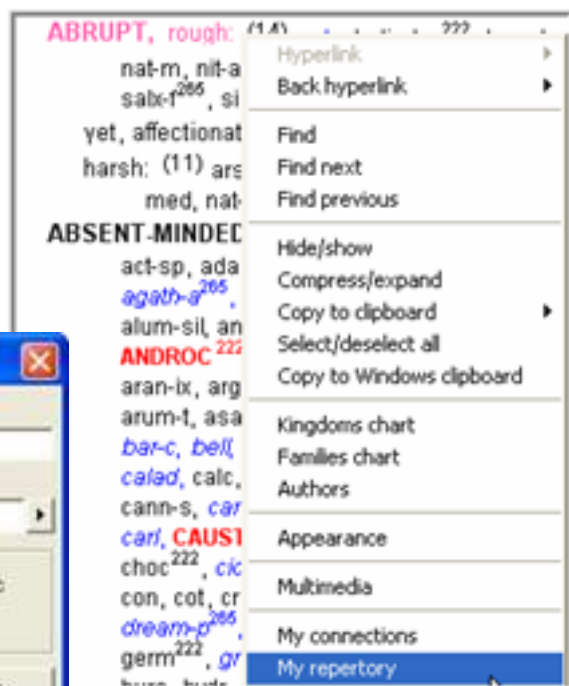 ABRUPT, rough: (14) 222
nat-m, nit-a
salx-f265, si
yet, affectionat
harsh: (11) ars
med, nat-
ABSENT-MINDED
act-sp, ada
agath-a265,
alum-sil, an
ANDROC 222
aran-ix, arg
arum-t, asa
bar-c, bell,
calad, calc,
cann-s, car
carl, CAUST
choc222, cic
con, cot, cr
dream-p265,
germ222, gr
Hyperlink
Back hyperlink
Find
Find next
Find previous
Hide/show
Compress/expand
Copy to clipboard
Select/deselect all
Copy to Windows clipboard
Kingdoms chart
Families chart
Authors
Appearance
Multimedia
My connections
My repertory